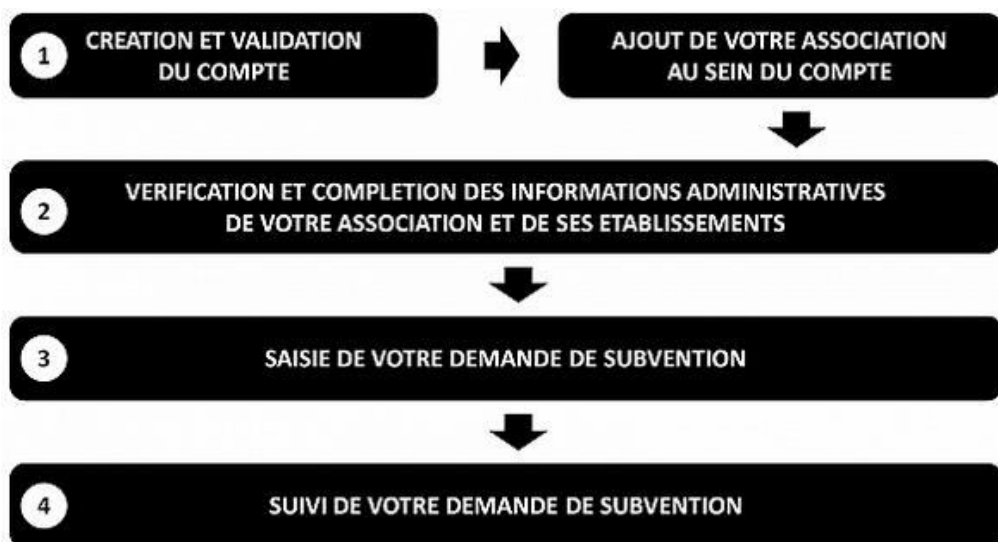 1
CREATION ET VALIDATION
DU COMPTE
AJOUT DE VOTRE ASSOCIATION
AU SEIN DU COMPTE
2
VERIFICATION ET COMPLETION DES INFORMATIONS ADMINISTRATIVES
DE VOTRE ASSOCIATION ET DE SES ETABLISSEMENTS
3
SAISIE DE VOTRE DEMANDE DE SUBVENTION
4
SUIVI DE VOTRE DEMANDE DE SUBVENTION